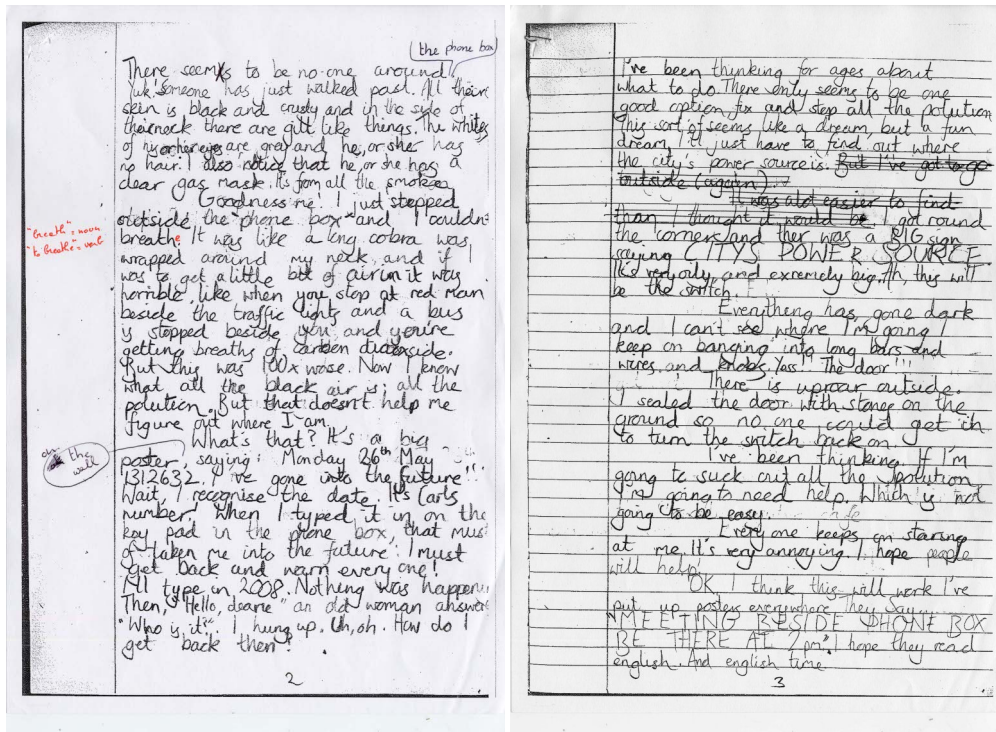 (the phone box)
There seems to be no one around
Yuk someone has just walked past. All their
skin is black and crusty and in the side of
their neck there are gill like things. The whites
of his or her eyes are gray and he, or she has
no hair. I also notice that he, or she has a
clear gas mask. It's from all the smoke
Goodness me! I just stepped
outside the "phone box" and I couldn
breathe. It was like a long cobra was
wrapped around my neck, and if I
was to get a little bit of air in it was
horrible, like when you stop at red man
beside the traffic lights and a bus
is stopped beside you and you're
getting breaths of carben
But this was 100x worse. Now I know
what all the black air is; all the
polution. But that doesn't help me
figure out where I am.
What's that? It's a big
poster, saying: Monday 26th May
1312632. I've gone into the future!!!
Wait, I recognise the date. It's Carls
number! When I typed it in on the
key pad in the phone box, that mus
of taken me into the future. I must
get back and warn every one!
I'll type in, 2008. Nothing was happen
Then, "Hello, dearie" an old woman answer
"Who is it?". I hung up. Uh, oh. How do I
get back then?
2
"breath" = noun
"to breathe" = verb
on the
wall
I've been thinking for ages about
what to do. There only seems to be one
good option, fix and stop all the polution
This sort of seems like a dream, but a fun
dream, I'll just have to find out where
the city's power source is. But I've got to go
outside (again).
It was alot easier to find
than I thought it would be. I got round
the corners and ther was a BIG sign
saying CITYS POWER SOURCE
It's very oily, and exremely big. Ah, this will
be the switch.
Everything has gone dark
and I can't see where I'm going I
keep on banging into long bars and
wires, and knobs. Yass! The door!!!
There is uproar outside.
I sealed the door with stones on the
ground so no one could get in
to turn the switch back on.
I've been thinking. If I'm
going to suck out all the polution,
I'm going to need help. Which is not
going to be easy.
Every one keeps on staring
at me. It's very annoying. I hope people
will help.
OK, I think this will work I've
put up posters everywhere. They say...
"MEETING BESIDE PHONE BOX
BE THERE AT 2pm." I hope they read
english. And english time
3